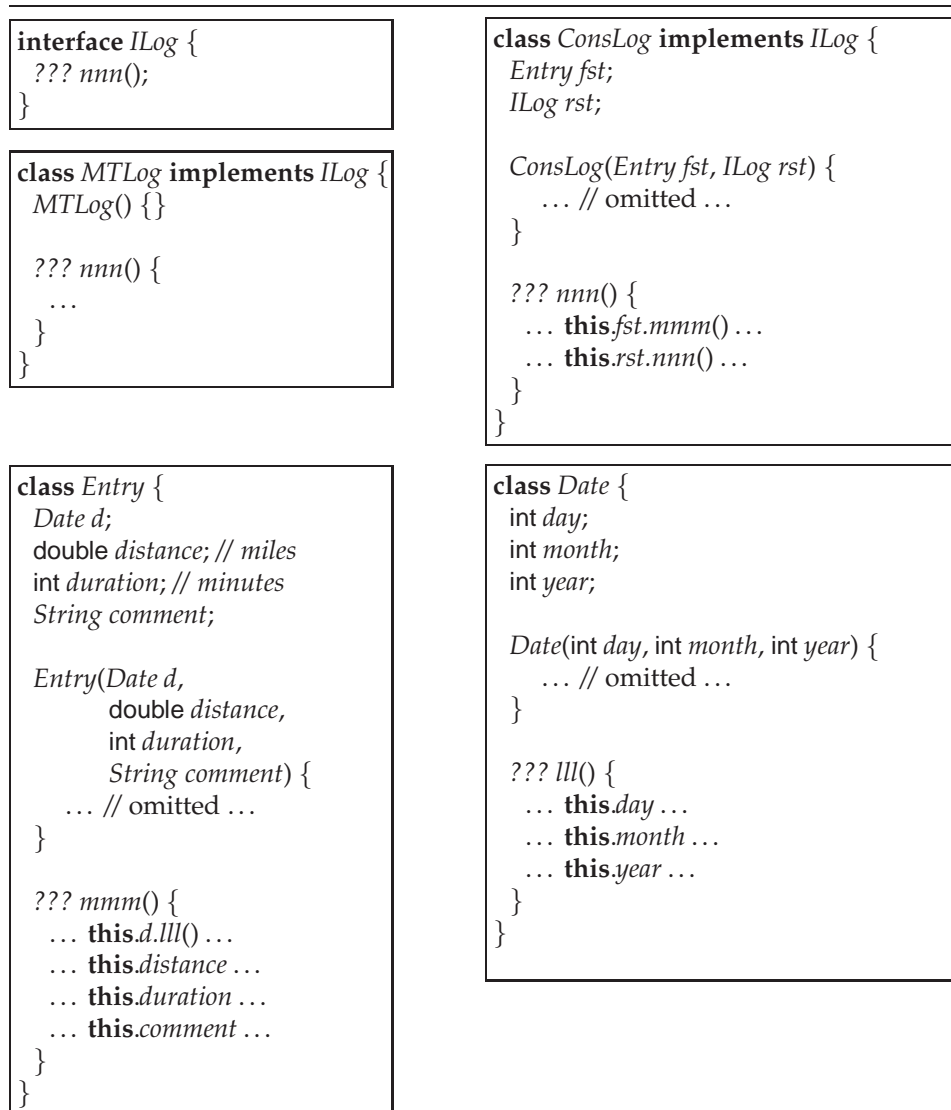 interface ILog {
??? nnn();
}
class MTLog implements ILog {
MTLog() {}
??? nnn() {
...
}
}
class ConsLog implements ILog {
Entry fst;
ILog rst;
ConsLog(Entry fst, ILog rst) {
... // omitted ...
}
??? nnn() {
... this.fst.mmm() ...
... this.rst.nnn() ...
}
}
class Entry {
Date d;
double distance; // miles
int duration; // minutes
String comment;
Entry(Date d,
double distance,
int duration,
String comment) {
... // omitted ...
}
??? mmm() {
... this.d.lll() ...
... this.distance ...
... this.duration ...
... this.comment ...
}
}
class Date {
int day;
int month;
int year;
Date(int day, int month, int year) {
... // omitted ...
}
??? lll() {
... this.day ...
... this.month ...
... this.year ...
}
}